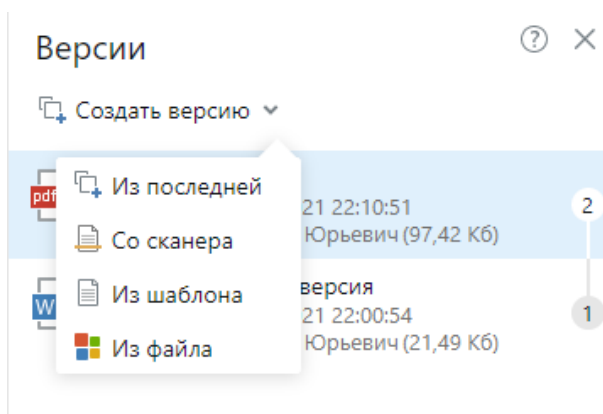 Версии
Создать версию
pdf
Из последней
21 22:10:51
2
Со сканера
Юрьевич (97,42 Кб)
Из шаблона
версия
W
21 22:00:54
1
Из файла
Юрьевич (21,49 Кб)